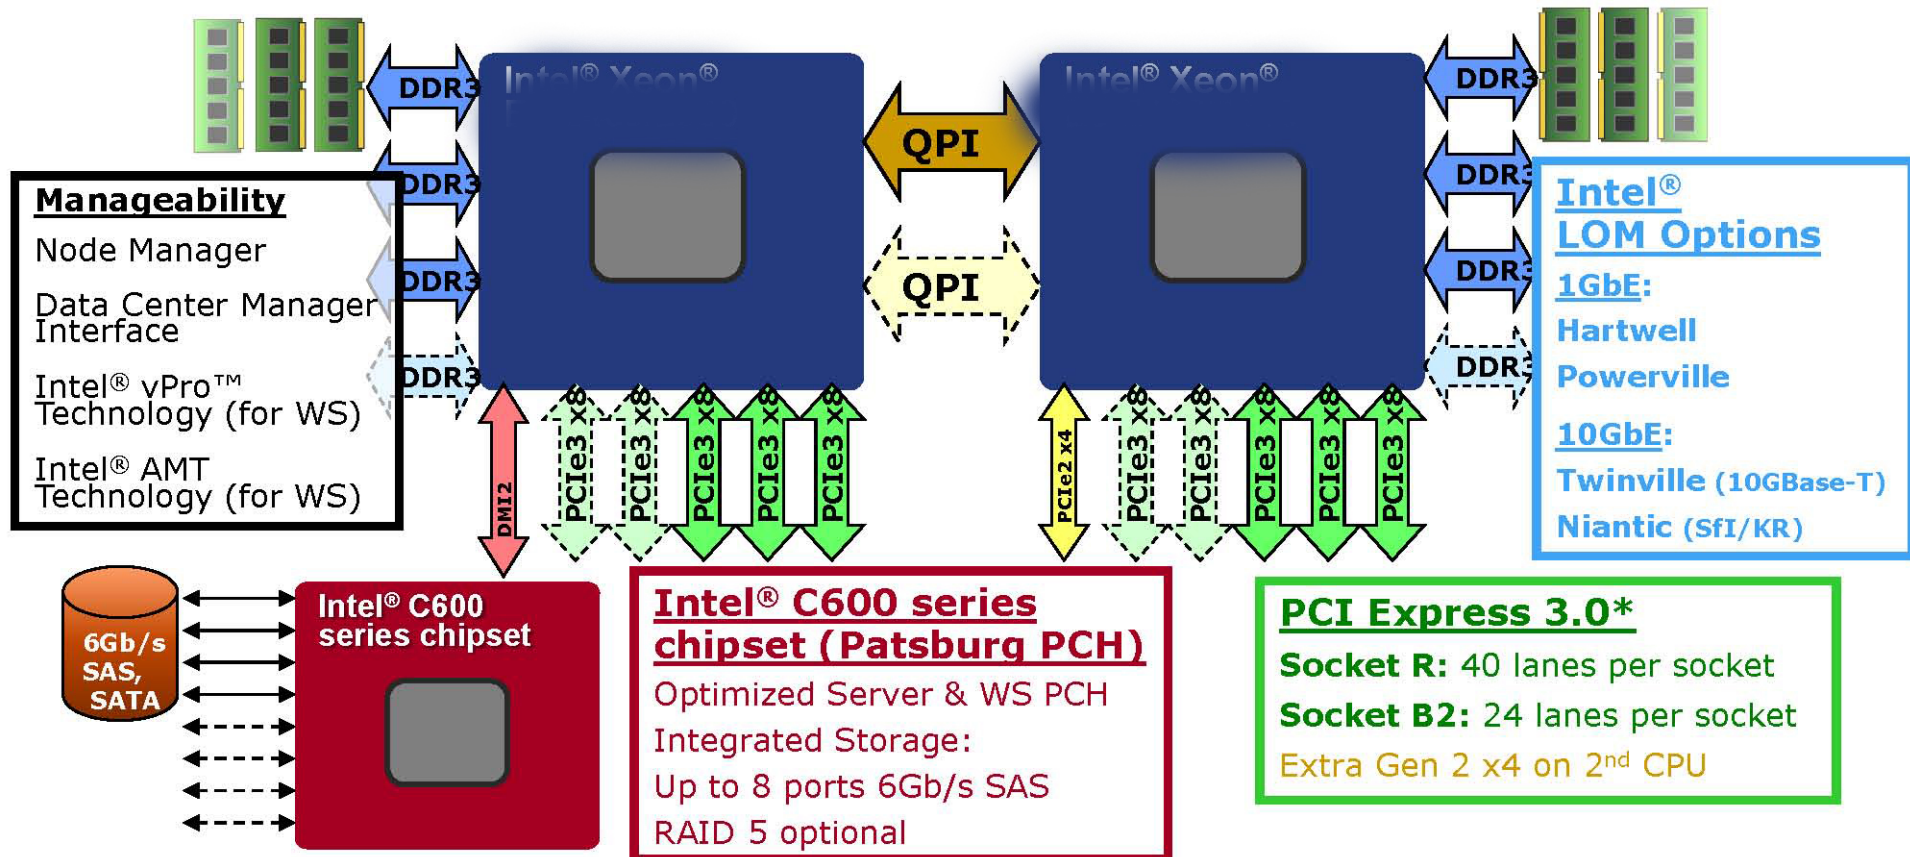 Intel® Xeon®
Intel® Xeon®
DDR3
DDR3
DDR3
DDR3
QPI
QPI
DDR3
DDR3
DDR3
DDR3
Manageability
Node Manager
Data Center Manager
Interface
Intel® vPro™
Technology (for WS)
Intel® AMT
Technology (for WS)
Intel®
LOM Options
1GbE:
Hartwell
Powerville
10GbE:
Twinville (10GBase-T)
Niantic (SfI/KR)
DMI2
PCIe3 x8
PCIe3 x8
PCIe3 x8
PCIe3 x8
PCIe3 x8
PCIe2 x4
PCIe3 x8
PCIe3 x8
PCIe3 x8
PCIe3 x8
PCIe3 x8
6Gb/s
SAS,
SATA
Intel® C600
series chipset
Intel® C600 series
chipset (Patsburg PCH)
Optimized Server & WS PCH
Integrated Storage:
Up to 8 ports 6Gb/s SAS
RAID 5 optional
PCI Express 3.0*
Socket R: 40 lanes per socket
Socket B2: 24 lanes per socket
Extra Gen 2 x4 on 2nd CPU